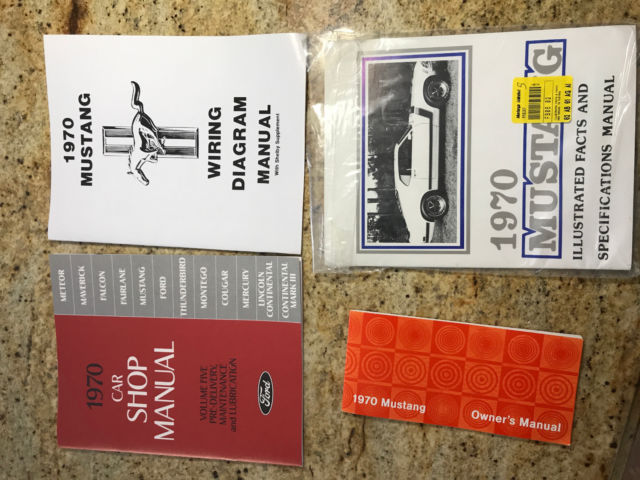 1970
MUSTANG
WIRING
DIAGRAM
MANUAL
With Shelby Supplement
1970
MUSTANG
ILLUSTRATED FACTS AND
SPECIFICATIONS MANUAL
METEOR
MAVERICK
FALCON
FAIRLANE
MUSTANG
FORD
THUNDERBIRD
MONTEGO
COUGAR
MERCURY
LINCOLN
CONTINENTAL
CONTINENTAL
MARK III
1970
CAR
SHOP
MANUAL
VOLUME FIVE
PRE-DELIVERY,
MAINTENANCE
and LUBRICATION
Ford
1970 Mustang
Owner's Manual